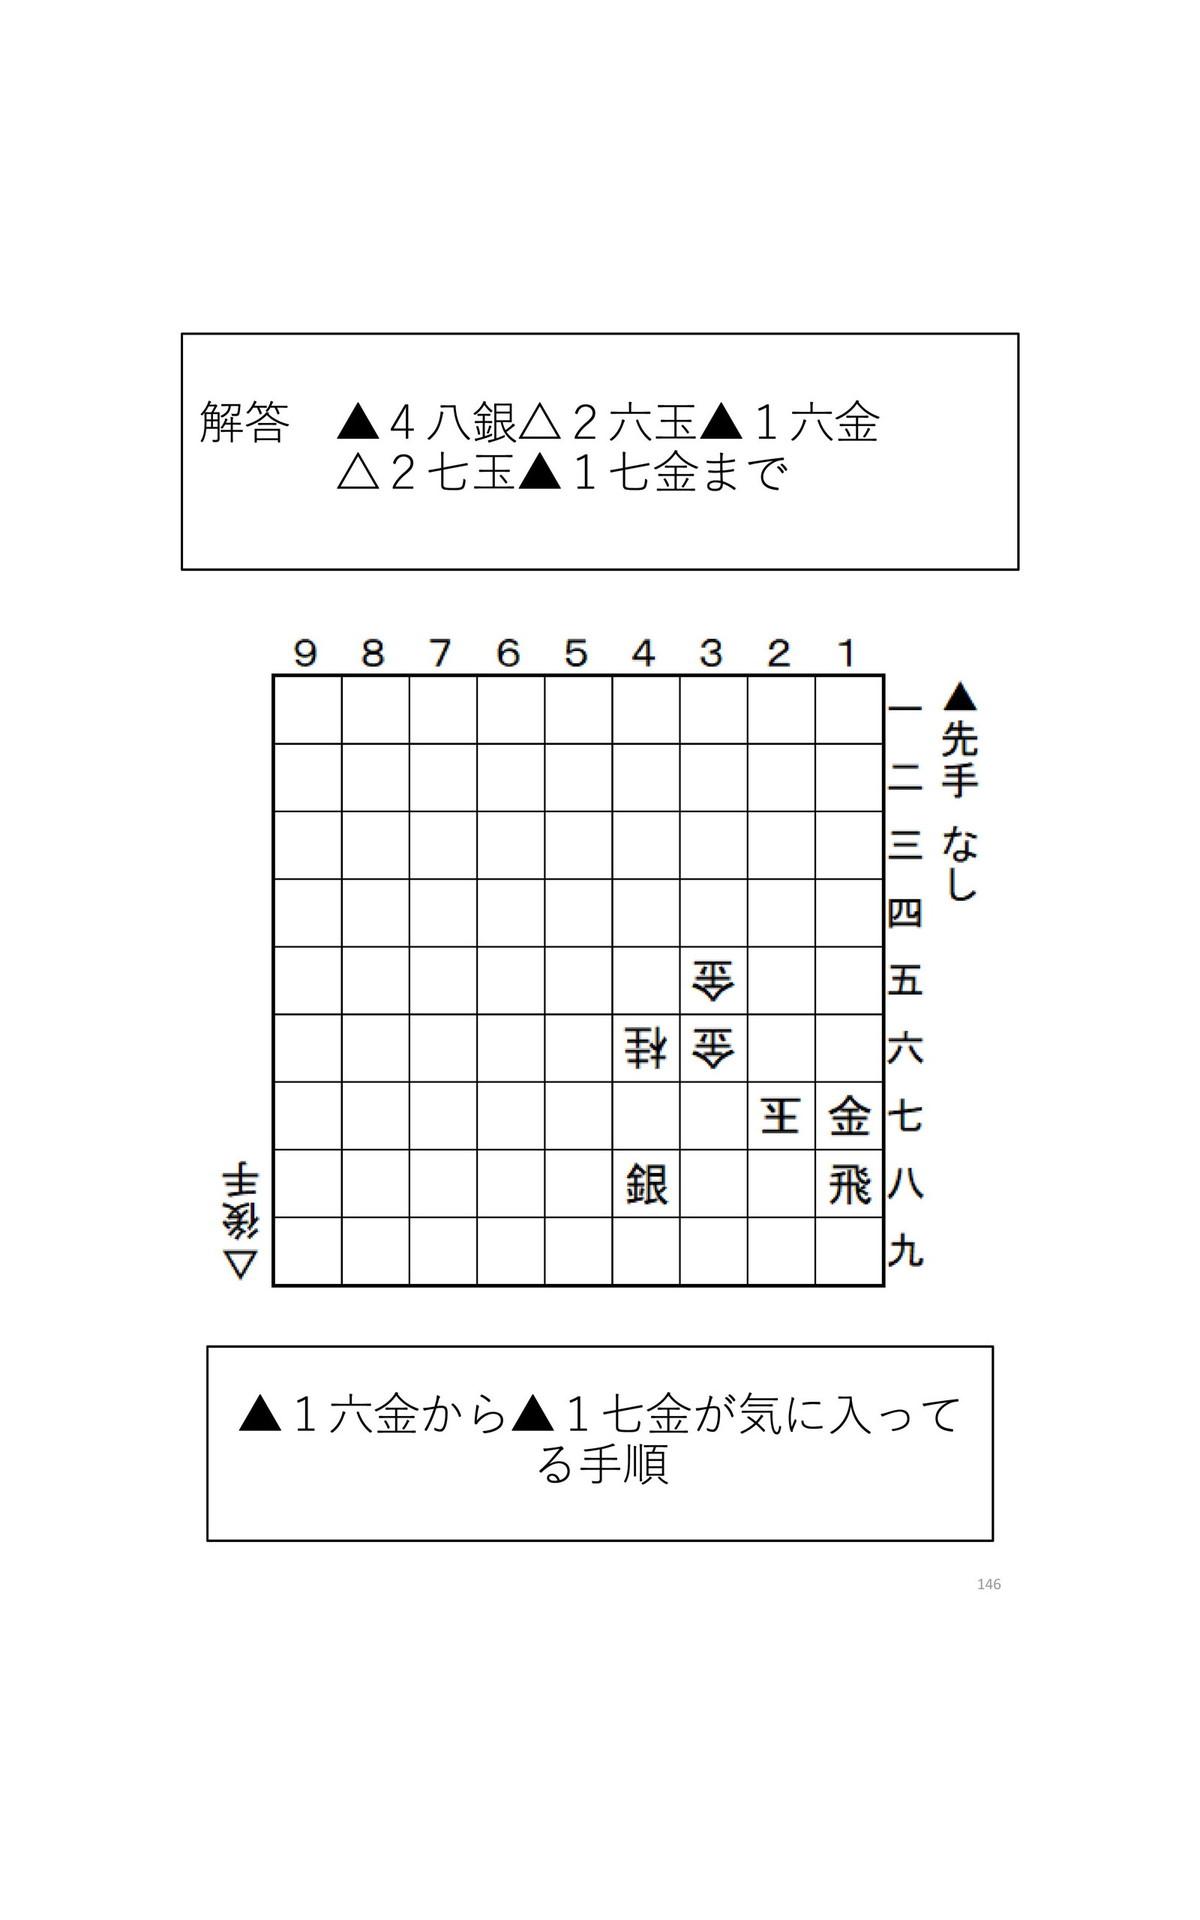 解答　▲４八銀△２六玉▲１六金
△２七玉▲１七金まで
９ ８ ７ ６ ５ ４ ３ ２ １
一
二
三
四
五
六
七
八
九
▲先手 なし
金
桂 金
王 金
銀 飛
△後手
▲１六金から▲１七金が気に入って
る手順
146